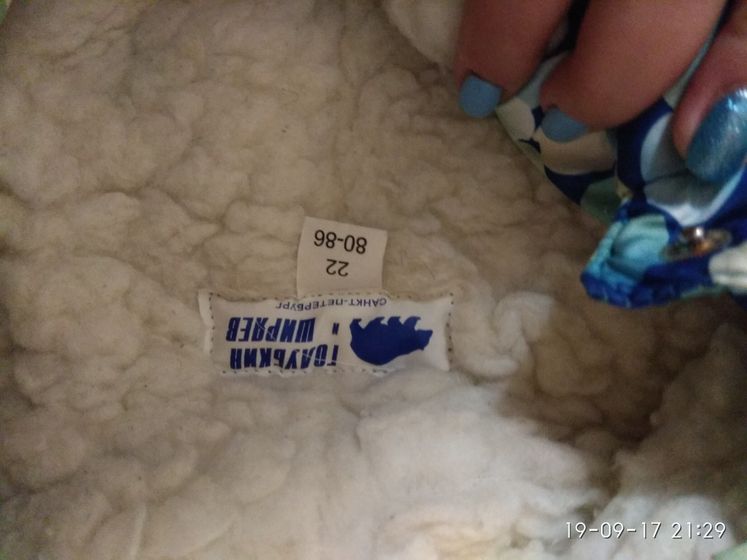 ГОЛУБКИН
и
ШИРЯЕВ
САНКТ-ПЕТЕРБУРГ
22
80-86
19-09-17 21:29